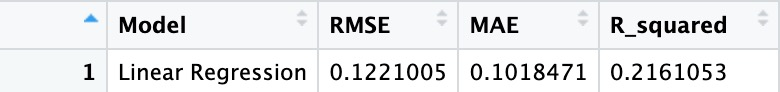 Model RMSE MAE R_squared
1 Linear Regression 0.1221005 0.1018471 0.2161053